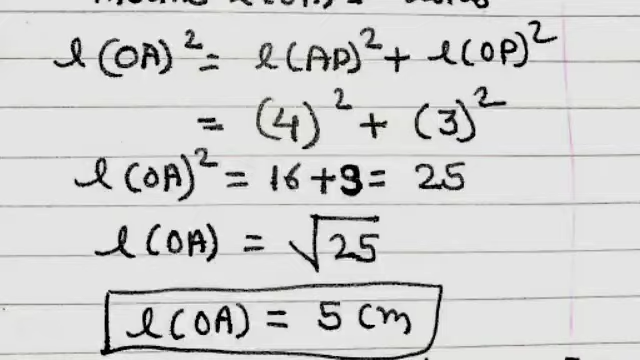 l(OA)² = l(AP)² + l(OP)²
= (4)² + (3)²
l(OA)² = 16 + 9 = 25
l(OA) = √25
l(OA) = 5 cm